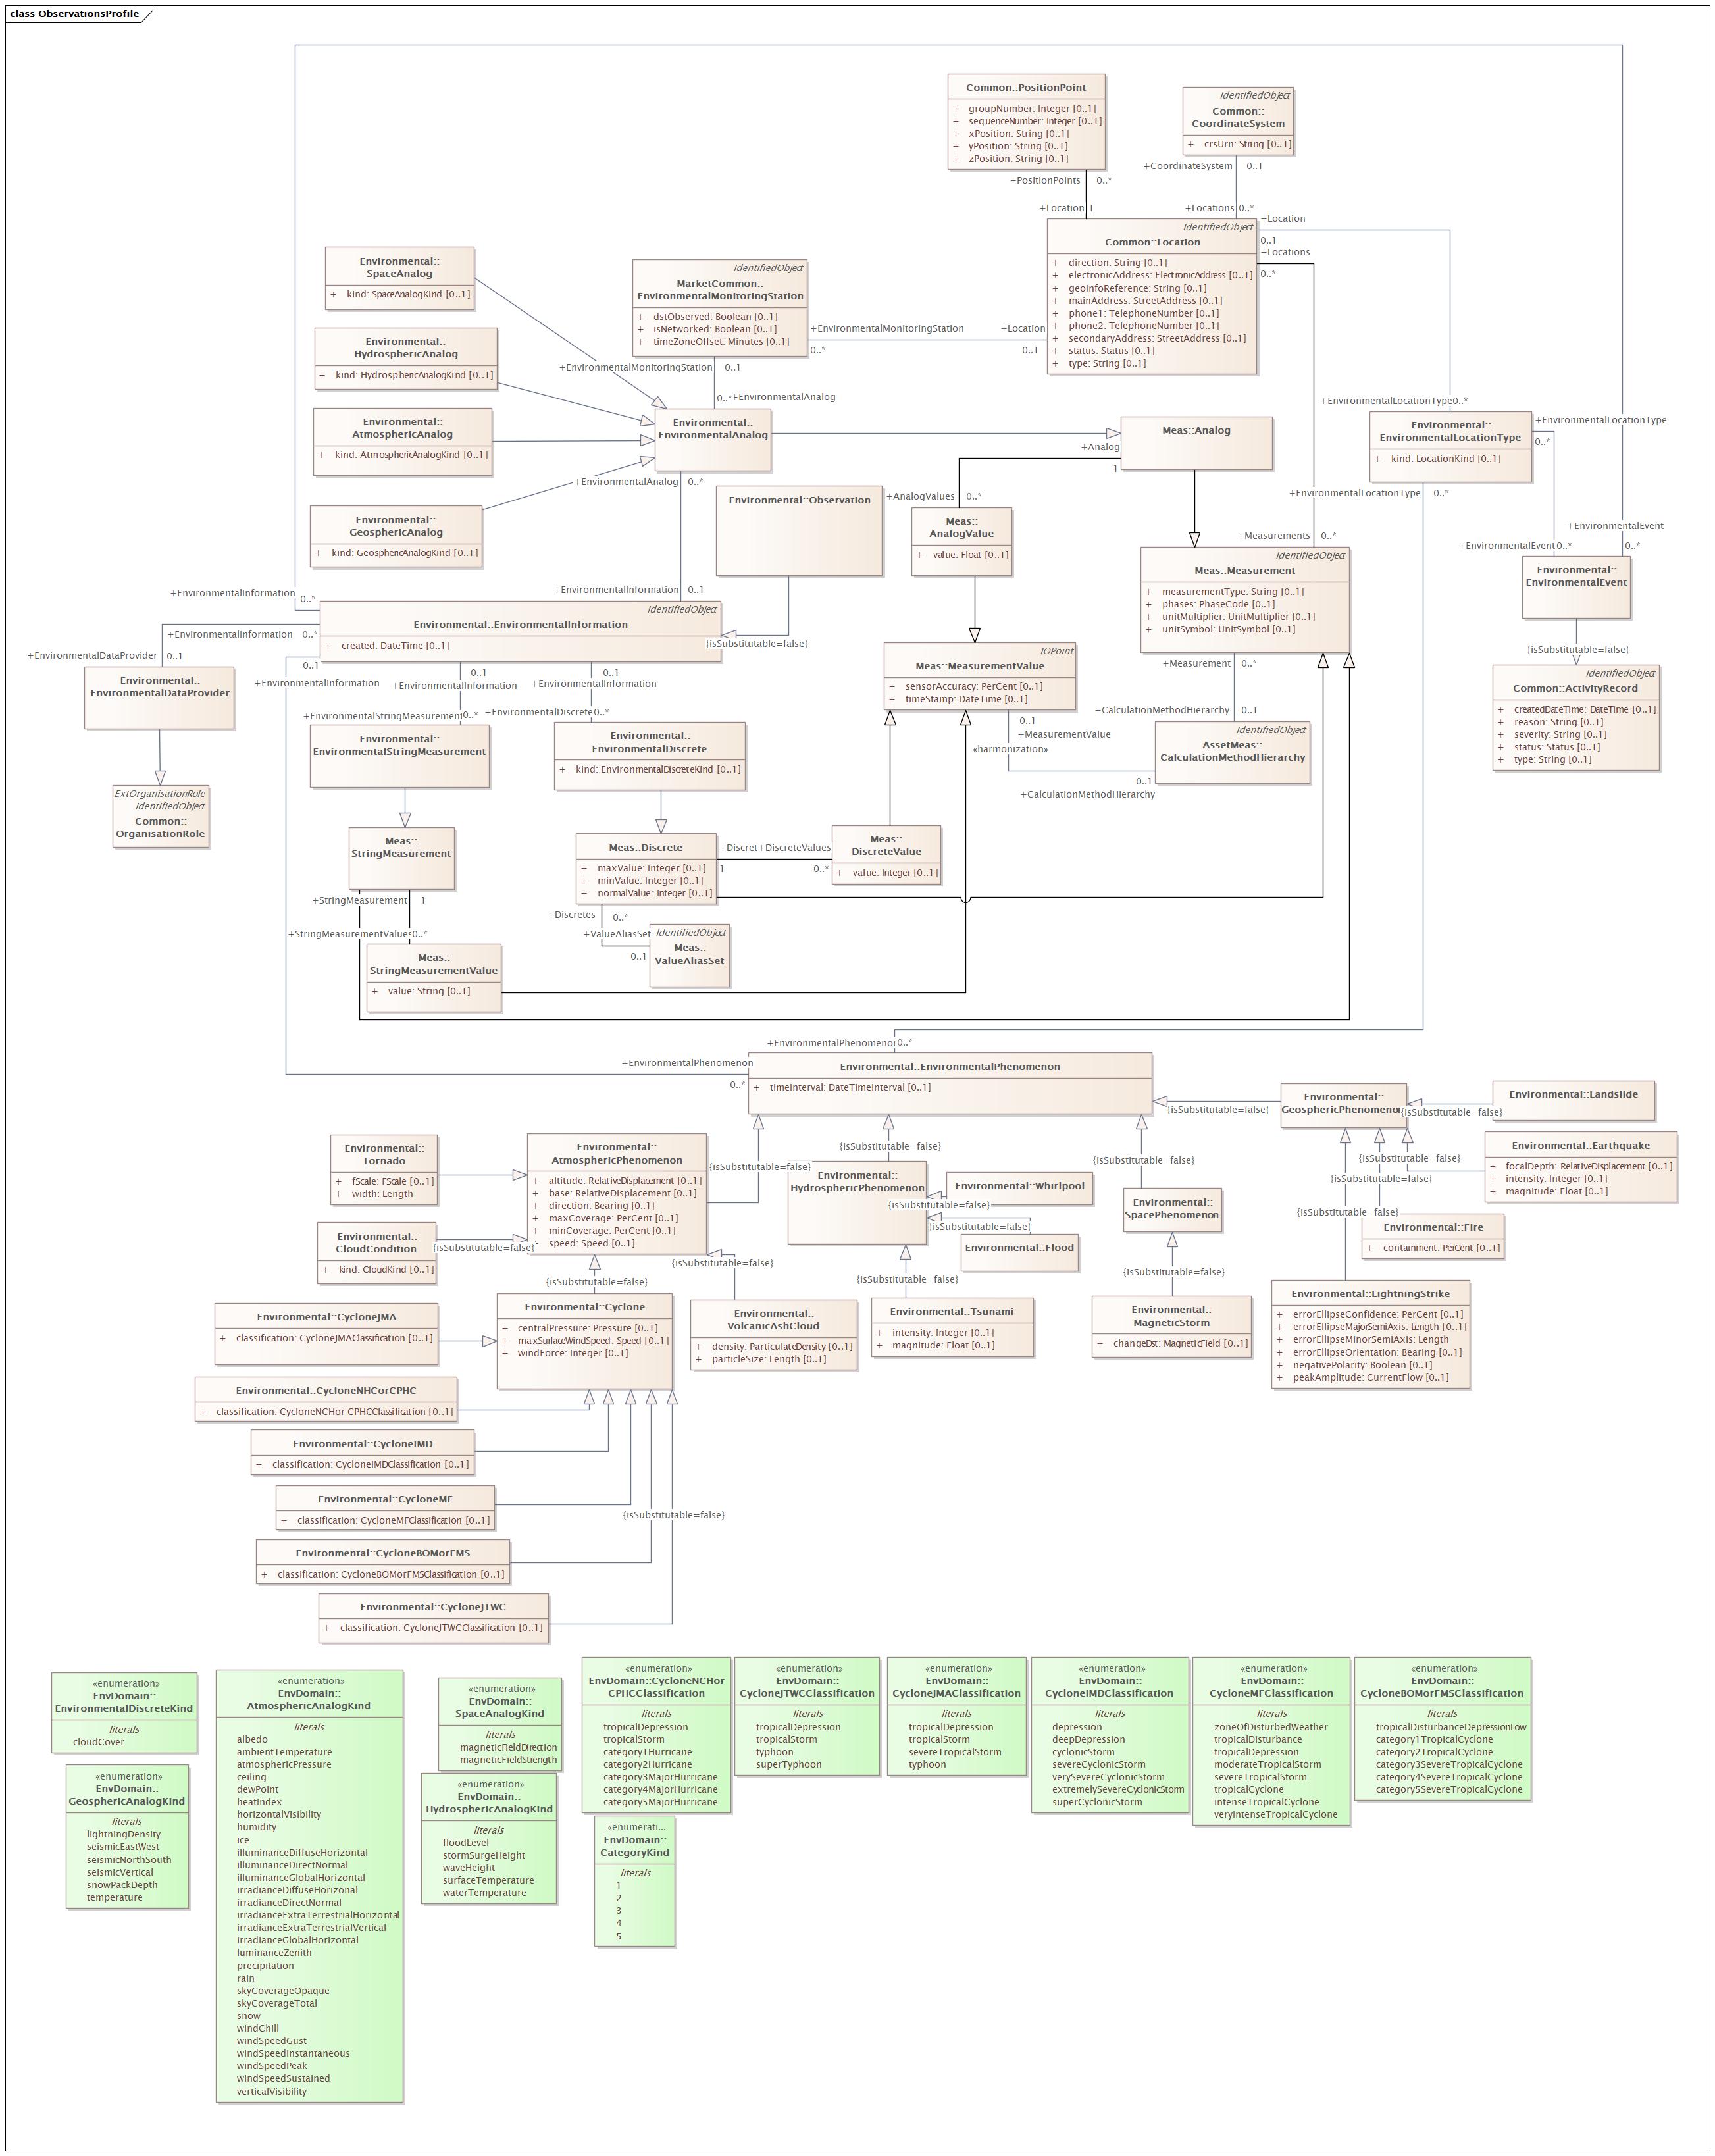 class ObservationsProfile
Common::PositionPoint
+ groupNumber: Integer [0..1]
+ sequenceNumber: Integer [0..1]
+ xPosition: String [0..1]
+ yPosition: String [0..1]
+ zPosition: String [0..1]
IdentifiedObject
Common::
CoordinateSystem
+ crsUrn: String [0..1]
+PositionPoints 0..*
+CoordinateSystem 0..1
+Location 1
+Locations 0..*
+Location
0..1
+Locations
0..*
IdentifiedObject
Common::Location
+ direction: String [0..1]
+ electronicAddress: ElectronicAddress [0..1]
+ geoInfoReference: String [0..1]
+ mainAddress: StreetAddress [0..1]
+ phone1: TelephoneNumber [0..1]
+ phone2: TelephoneNumber [0..1]
+ secondaryAddress: StreetAddress [0..1]
+ status: Status [0..1]
+ type: String [0..1]
Environmental::
SpaceAnalog
+ kind: SpaceAnalogKind [0..1]
IdentifiedObject
MarketCommon::
EnvironmentalMonitoringStation
+ dstObserved: Boolean [0..1]
+ isNetworked: Boolean [0..1]
+ timeZoneOffset: Minutes [0..1]
+EnvironmentalMonitoringStation
0..*
+Location
0..1
Environmental::
HydrosphericAnalog
+ kind: HydrosphericAnalogKind [0..1]
+EnvironmentalMonitoringStation 0..1
0..* +EnvironmentalAnalog
Environmental::
AtmosphericAnalog
+ kind: AtmosphericAnalogKind [0..1]
Environmental::
EnvironmentalAnalog
Meas::Analog
+Analog
1
+EnvironmentalLocationType 0..*
Environmental::
EnvironmentalLocationType
+ kind: LocationKind [0..1]
+EnvironmentalLocationType
0..*
+EnvironmentalAnalog 0..*
Environmental::
GeosphericAnalog
+ kind: GeosphericAnalogKind [0..1]
Environmental::Observation
+AnalogValues 0..*
Meas::
AnalogValue
+ value: Float [0..1]
+EnvironmentalLocationType 0..*
+EnvironmentalEvent
0..*
+EnvironmentalEvent 0..*
+Measurements 0..*
IdentifiedObject
Meas::Measurement
+ measurementType: String [0..1]
+ phases: PhaseCode [0..1]
+ unitMultiplier: UnitMultiplier [0..1]
+ unitSymbol: UnitSymbol [0..1]
Environmental::
EnvironmentalEvent
+EnvironmentalInformation
0..*
+EnvironmentalInformation 0..1
IdentifiedObject
Environmental::EnvironmentalInformation
+ created: DateTime [0..1]
{isSubstitutable=false}
+EnvironmentalInformation 0..*
+EnvironmentalDataProvider
0..1
0..1
+EnvironmentalInformation
0..1
+EnvironmentalInformation
0..1
+EnvironmentalInformation
Environmental::
EnvironmentalDataProvider
IOPoint
Meas::MeasurementValue
+ sensorAccuracy: PerCent [0..1]
+ timeStamp: DateTime [0..1]
{isSubstitutable=false}
IdentifiedObject
Common::ActivityRecord
+ createdDateTime: DateTime [0..1]
+ reason: String [0..1]
+ severity: String [0..1]
+ status: Status [0..1]
+ type: String [0..1]
+Measurement 0..*
+CalculationMethodHierarchy 0..1
IdentifiedObject
AssetMeas::
CalculationMethodHierarchy
0..1
+MeasurementValue
«harmonization»
0..1
+CalculationMethodHierarchy
+EnvironmentalStringMeasurement 0..*
Environmental::
EnvironmentalStringMeasurement
+EnvironmentalDiscrete 0..*
Environmental::
EnvironmentalDiscrete
+ kind: EnvironmentalDiscreteKind [0..1]
ExtOrganisationRole
IdentifiedObject
Common::
OrganisationRole
Meas::
StringMeasurement
Meas::Discrete
+ maxValue: Integer [0..1]
+ minValue: Integer [0..1]
+ normalValue: Integer [0..1]
+Discret +DiscreteValues
1 0..*
Meas::
DiscreteValue
+ value: Integer [0..1]
+StringMeasurement 1
+StringMeasurementValues 0..*
+Discretes 0..*
+ValueAliasSet
0..1
IdentifiedObject
Meas::
ValueAliasSet
Meas::
StringMeasurementValue
+ value: String [0..1]
+EnvironmentalPhenomenon 0..*
+EnvironmentalPhenomenon
0..*
Environmental::EnvironmentalPhenomenon
+ timeInterval: DateTimeInterval [0..1]
{isSubstitutable=false}
Environmental::
GeosphericPhenomenon
{isSubstitutable=false}
Environmental::Landslide
Environmental::
Tornado
+ fScale: FScale [0..1]
+ width: Length
Environmental::
AtmosphericPhenomenon
+ altitude: RelativeDisplacement [0..1]
+ base: RelativeDisplacement [0..1]
+ direction: Bearing [0..1]
+ maxCoverage: PerCent [0..1]
+ minCoverage: PerCent [0..1]
+ speed: Speed [0..1]
{isSubstitutable=false}
{isSubstitutable=false}
Environmental::
HydrosphericPhenomenon
Environmental::Whirlpool
{isSubstitutable=false}
{isSubstitutable=false}
Environmental::Flood
{isSubstitutable=false}
Environmental::
SpacePhenomenon
{isSubstitutable=false}
{isSubstitutable=false}
{isSubstitutable=false}
Environmental::Earthquake
+ focalDepth: RelativeDisplacement [0..1]
+ intensity: Integer [0..1]
+ magnitude: Float [0..1]
Environmental::Fire
+ containment: PerCent [0..1]
Environmental::
CloudCondition
+ kind: CloudKind [0..1]
{isSubstitutable=false}
{isSubstitutable=false}
{isSubstitutable=false}
{isSubstitutable=false}
{isSubstitutable=false}
Environmental::CycloneJMA
+ classification: CycloneJMAClassification [0..1]
Environmental::Cyclone
+ centralPressure: Pressure [0..1]
+ maxSurfaceWindSpeed: Speed [0..1]
+ windForce: Integer [0..1]
Environmental::
VolcanicAshCloud
+ density: ParticulateDensity [0..1]
+ particleSize: Length [0..1]
Environmental::Tsunami
+ intensity: Integer [0..1]
+ magnitude: Float [0..1]
Environmental::
MagneticStorm
+ changeDst: MagneticField [0..1]
Environmental::LightningStrike
+ errorEllipseConfidence: PerCent [0..1]
+ errorEllipseMajorSemiAxis: Length [0..1]
+ errorEllipseMinorSemiAxis: Length
+ errorEllipseOrientation: Bearing [0..1]
+ negativePolarity: Boolean [0..1]
+ peakAmplitude: CurrentFlow [0..1]
Environmental::CycloneNHCorCPHC
+ classification: CycloneNCHor CPHCClassification [0..1]
Environmental::CycloneIMD
+ classification: CycloneIMDClassification [0..1]
Environmental::CycloneMF
+ classification: CycloneMFClassification [0..1]
{isSubstitutable=false}
Environmental::CycloneBOMorFMS
+ classification: CycloneBOMorFMSClassification [0..1]
Environmental::CycloneJTWC
+ classification: CycloneJTWCClassification [0..1]
«enumeration»
EnvDomain::
EnvironmentalDiscreteKind
literals
cloudCover
«enumeration»
EnvDomain::
GeosphericAnalogKind
literals
lightningDensity
seismicEastWest
seismicNorthSouth
seismicVertical
snowPackDepth
temperature
«enumeration»
EnvDomain::
AtmosphericAnalogKind
literals
albedo
ambientTemperature
atmosphericPressure
ceiling
dewPoint
heatIndex
horizontalVisibility
humidity
ice
illuminanceDiffuseHorizontal
illuminanceDirectNormal
illuminanceGlobalHorizontal
irradianceDiffuseHorizonal
irradianceDirectNormal
irradianceExtraTerrestrialHorizontal
irradianceExtraTerrestrialVertical
irradianceGlobalHorizontal
luminanceZenith
precipitation
rain
skyCoverageOpaque
skyCoverageTotal
snow
windChill
windSpeedGust
windSpeedInstantaneous
windSpeedPeak
windSpeedSustained
verticalVisibility
«enumeration»
EnvDomain::
SpaceAnalogKind
literals
magneticFieldDirection
magneticFieldStrength
«enumeration»
EnvDomain::
HydrosphericAnalogKind
literals
floodLevel
stormSurgeHeight
waveHeight
surfaceTemperature
waterTemperature
«enumeration»
EnvDomain::CycloneNCHor
CPHCClassification
literals
tropicalDepression
tropicalStorm
category1Hurricane
category2Hurricane
category3MajorHurricane
category4MajorHurricane
category5MajorHurricane
«enumerati...
EnvDomain::
CategoryKind
literals
1
2
3
4
5
«enumeration»
EnvDomain::
CycloneJTWCClassification
literals
tropicalDepression
tropicalStorm
typhoon
superTyphoon
«enumeration»
EnvDomain::
CycloneJMAClassification
literals
tropicalDepression
tropicalStorm
severeTropicalStorm
typhoon
«enumeration»
EnvDomain::
CycloneIMDClassification
literals
depression
deepDepression
cyclonicStorm
severeCyclonicStorm
verySevereCyclonicStorm
extremelySevereCyclonicStorm
superCyclonicStorm
«enumeration»
EnvDomain::
CycloneMFClassification
literals
zoneOfDisturbedWeather
tropicalDisturbance
tropicalDepression
moderateTropicalStorm
severeTropicalStorm
tropicalCyclone
intenseTropicalCyclone
veryIntenseTropicalCyclone
«enumeration»
EnvDomain::
CycloneBOMorFMSClassification
literals
tropicalDisturbanceDepressionLow
category1TropicalCyclone
category2TropicalCyclone
category3SevereTropicalCyclone
category4SevereTropicalCyclone
category5SevereTropicalCyclone